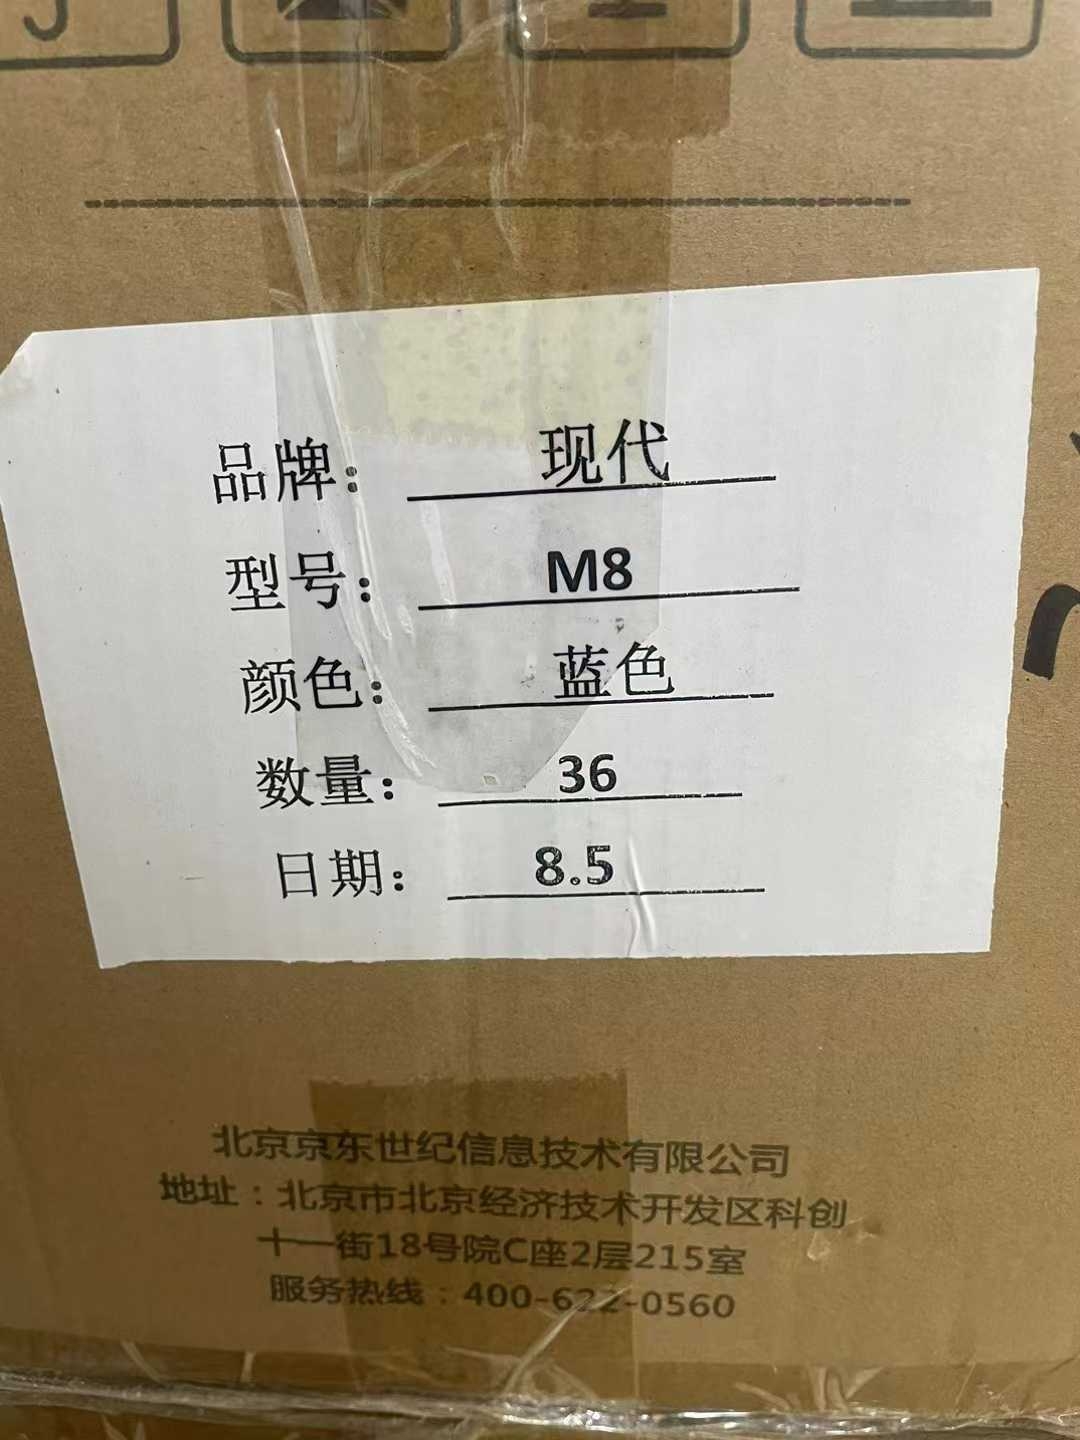 品牌： 现代
型号： M8
颜色： 蓝色
数量： 36
日期： 8.5
北京京东世纪信息技术有限公司
地址：北京市北京经济技术开发区科创
十一街18号院C座2层215室
服务热线：400-622-0560